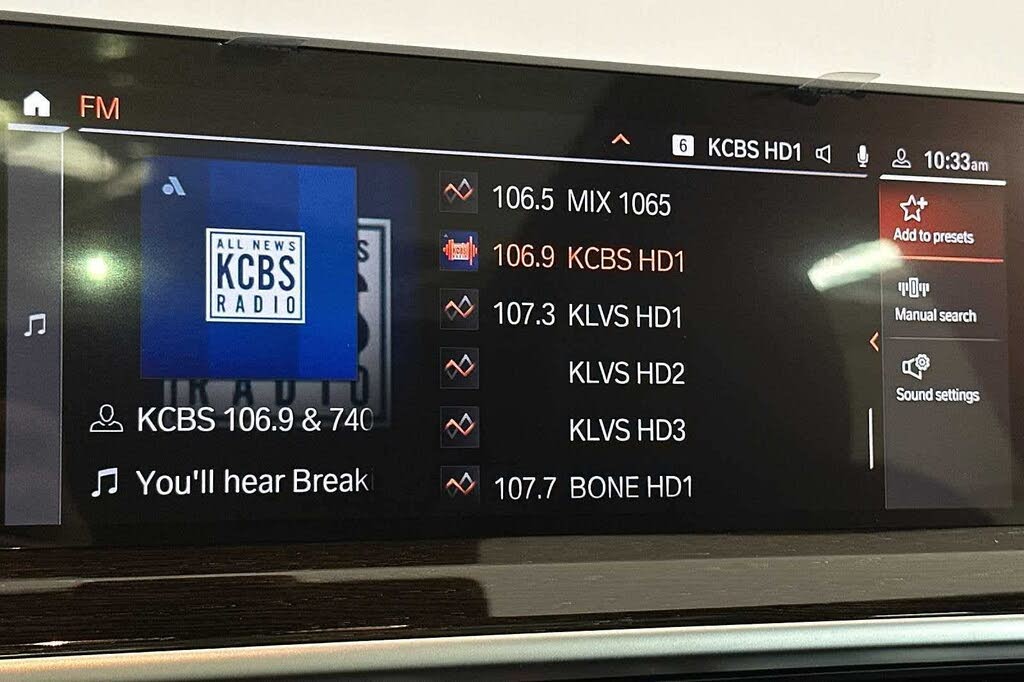 FM
6 KCBS HD1
10:33am
ALL NEWS
KCBS
RADIO
KCBS 106.9 & 740
You'll hear Break
106.5 MIX 1065
106.9 KCBS HD1
107.3 KLVS HD1
KLVS HD2
KLVS HD3
107.7 BONE HD1
Add to presets
Manual search
Sound settings